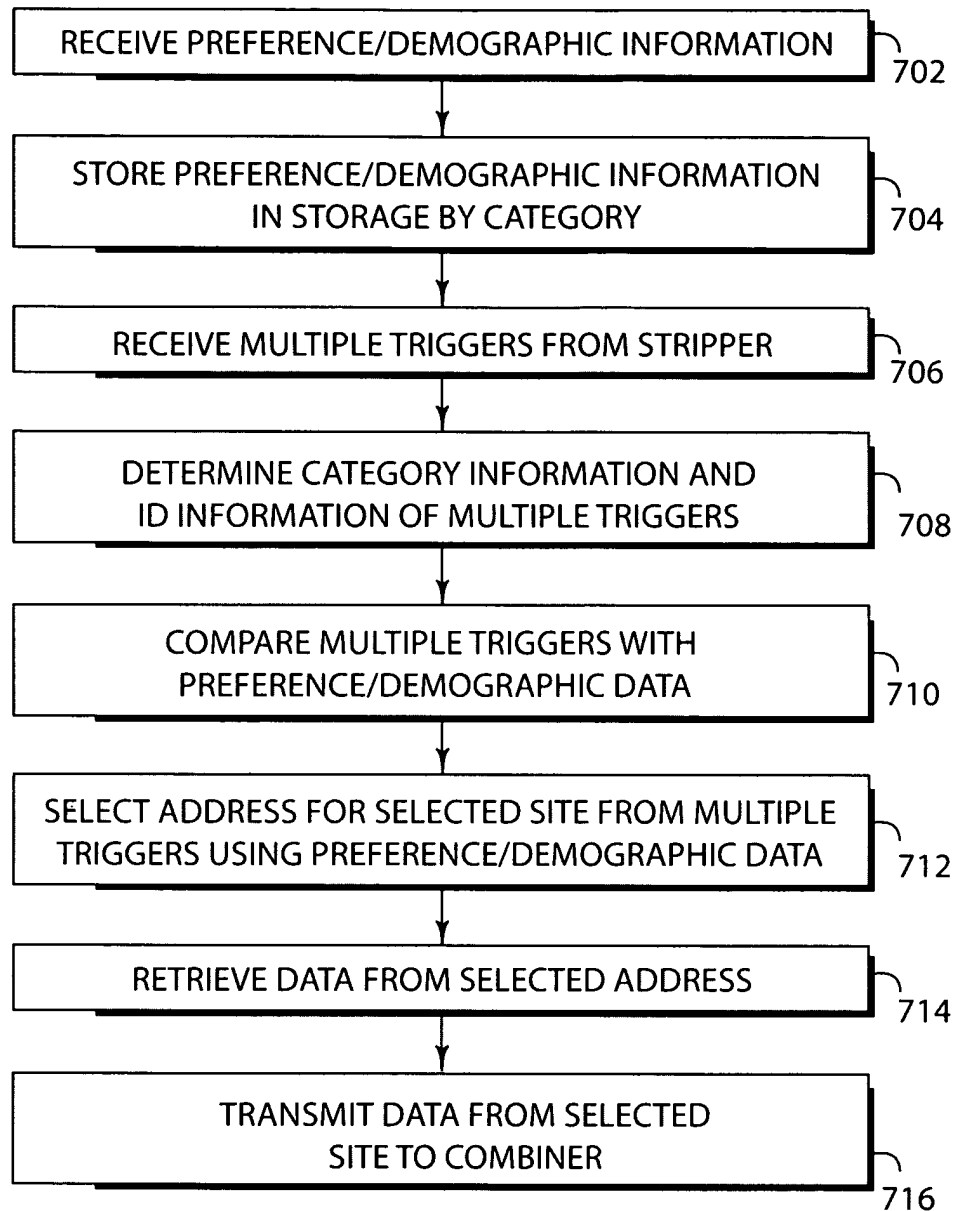 RECEIVE PREFERENCE/DEMOGRAPHIC INFORMATION
702
STORE PREFERENCE/DEMOGRAPHIC INFORMATION
IN STORAGE BY CATEGORY
704
RECEIVE MULTIPLE TRIGGERS FROM STRIPPER
706
DETERMINE CATEGORY INFORMATION AND
ID INFORMATION OF MULTIPLE TRIGGERS
708
COMPARE MULTIPLE TRIGGERS WITH
PREFERENCE/DEMOGRAPHIC DATA
710
SELECT ADDRESS FOR SELECTED SITE FROM MULTIPLE
TRIGGERS USING PREFERENCE/DEMOGRAPHIC DATA
712
RETRIEVE DATA FROM SELECTED ADDRESS
714
TRANSMIT DATA FROM SELECTED
SITE TO COMBINER
716